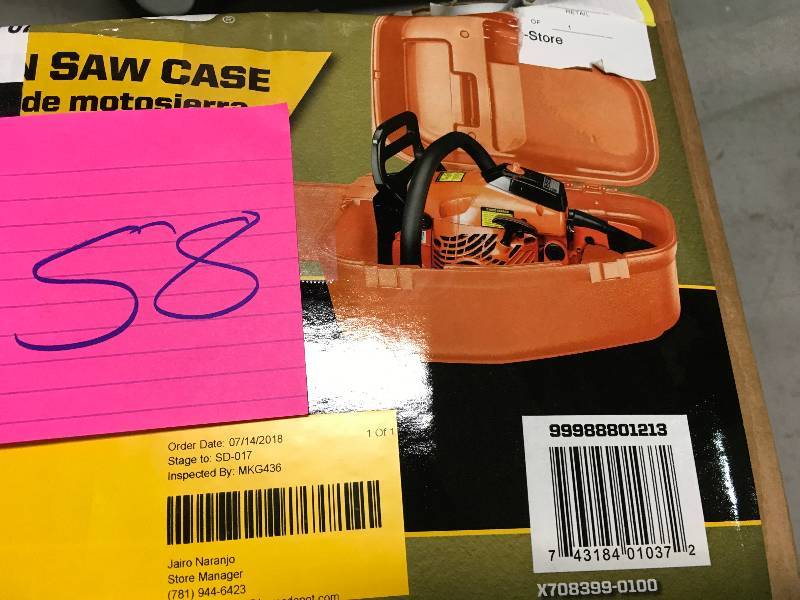 RETAIL
OF 1
-Store
®
N SAW CASE
de motosierra
58
Order Date: 07/14/2018
1 Of 1
Stage to: SD-017
Inspected By: MKG436
Jairo Naranjo
Store Manager
(781) 944-6423
99988801213
7 43184 01037 2
X708399-0100